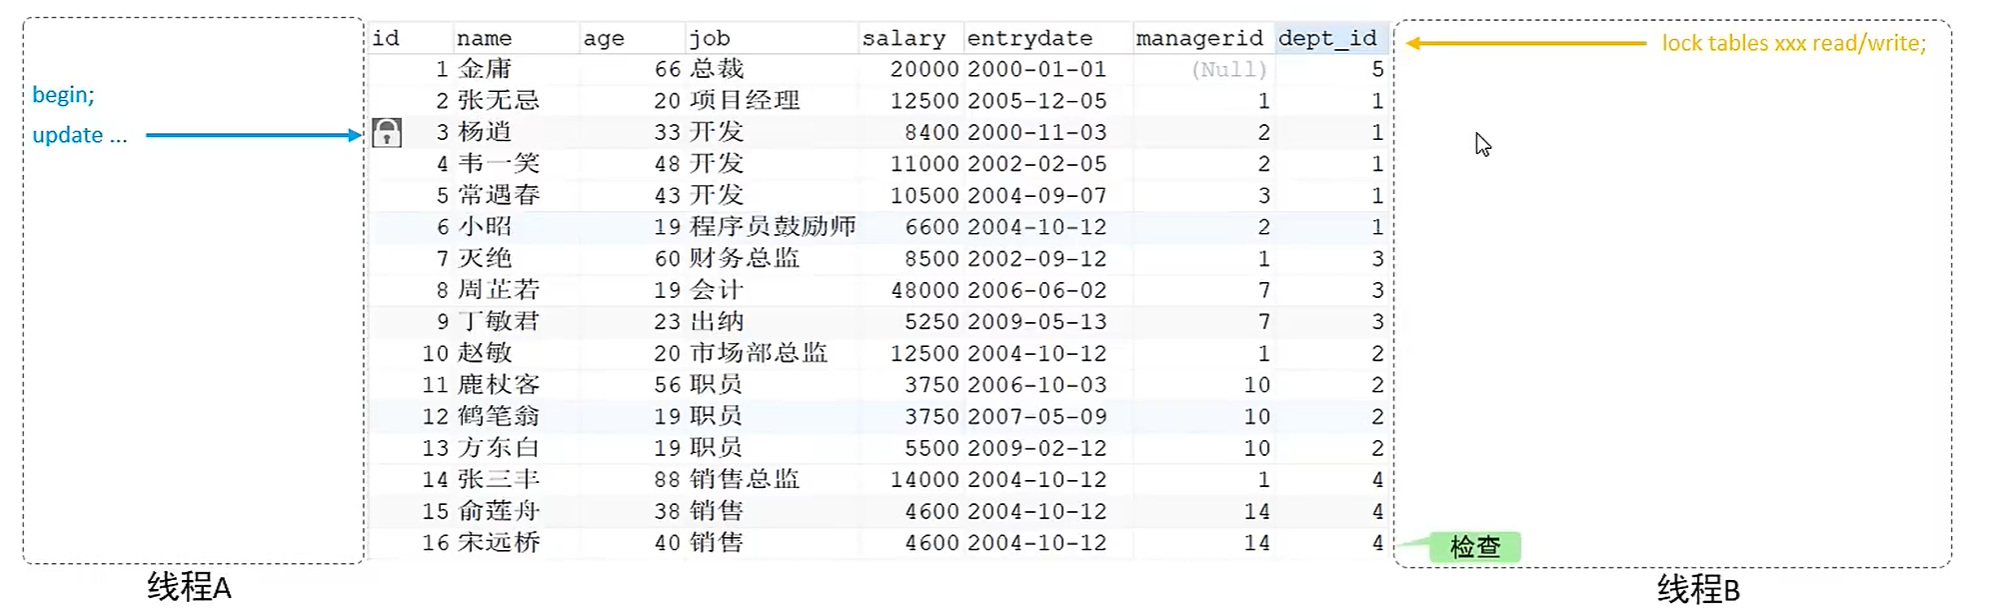 id name age job salary entrydate managerid dept_id
lock tables xxx read/write;
1 金庸 66 总裁 20000 2000-01-01 (Null) 5
begin;
2 张无忌 20 项目经理 12500 2005-12-05 1 1
update ...
3 杨逍 33 开发 8400 2000-11-03 2 1
4 韦一笑 48 开发 11000 2002-02-05 2 1
5 常遇春 43 开发 10500 2004-09-07 3 1
6 小昭 19 程序员鼓励师 6600 2004-10-12 2 1
7 灭绝 60 财务总监 8500 2002-09-12 1 3
8 周芷若 19 会计 48000 2006-06-02 7 3
9 丁敏君 23 出纳 5250 2009-05-13 7 3
10 赵敏 20 市场部总监 12500 2004-10-12 1 2
11 鹿杖客 56 职员 3750 2006-10-03 10 2
12 鹤笔翁 19 职员 3750 2007-05-09 10 2
13 方东白 19 职员 5500 2009-02-12 10 2
14 张三丰 88 销售总监 14000 2004-10-12 1 4
15 俞莲舟 38 销售 4600 2004-10-12 14 4
16 宋远桥 40 销售 4600 2004-10-12 14 4
检查
线程A
线程B